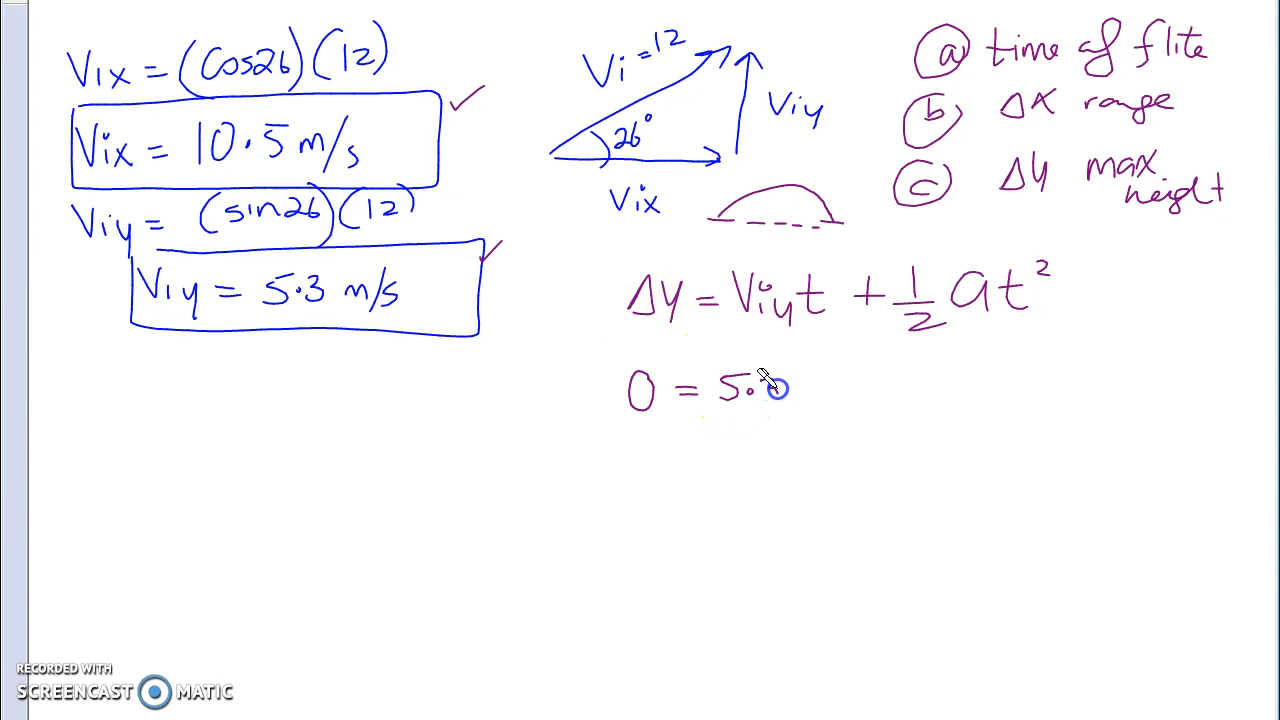 Vix = (cos26)(12)
Vix = 10.5 m/s
Viy = (sin26)(12)
Viy = 5.3 m/s
Vi=12
26°
Viy
Vix
a time of flite
b Δx range
c Δy max height
Δy = Viyt + 1/2 at²
0 = 5.
RECORDED WITH
SCREENCAST MATIC